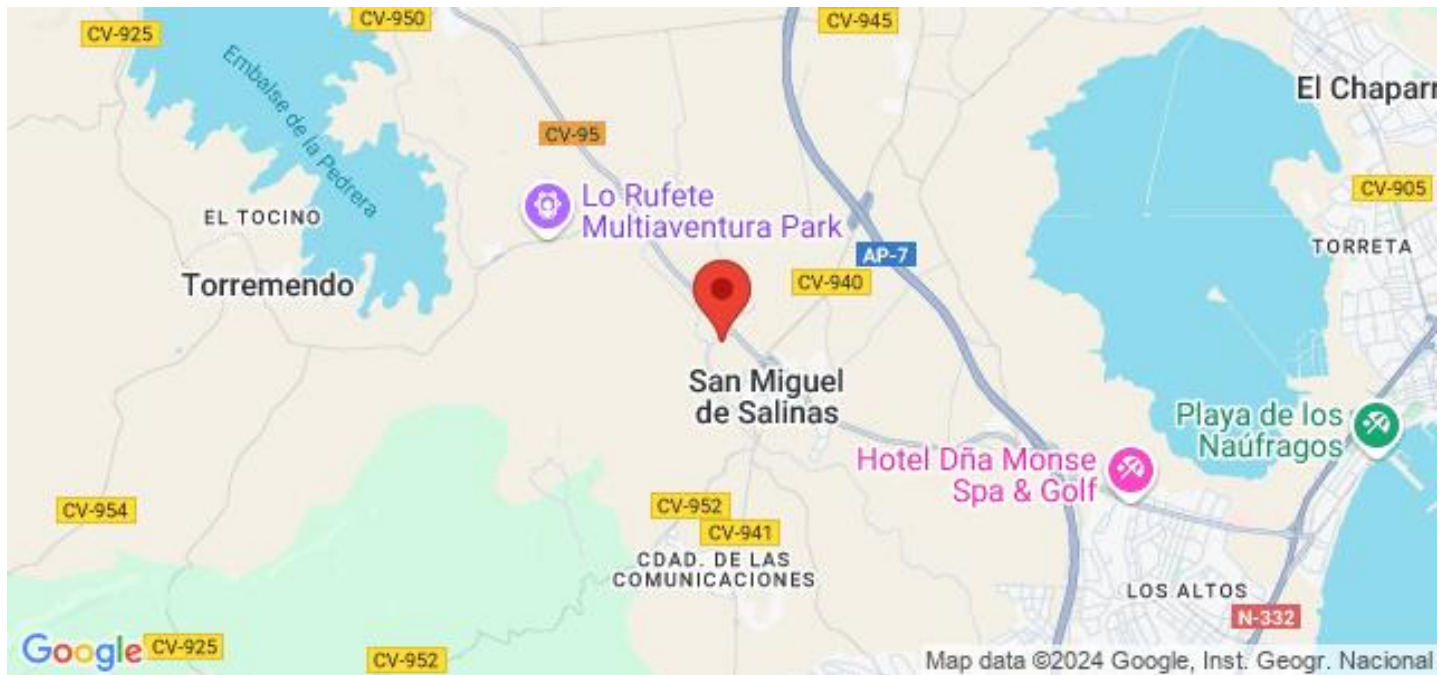 CV-925
CV-950
CV-945
El Chaparr
Embalse de la Pedrera
CV-95
CV-905
Lo Rufete
Multiaventura Park
EL TOCINO
TORRETA
AP-7
Torremendo
CV-940
San Miguel
de Salinas
Playa de los
Naúfragos
Hotel Dña Monse
Spa & Golf
CV-954
CV-952
CV-941
CDAD. DE LAS
COMUNICACIONES
LOS ALTOS
N-332
Google
CV-925
CV-952
Map data ©2024 Google, Inst. Geogr. Nacional